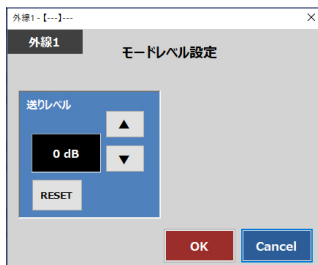 外線1 - 【---】---
外線1
モードレベル設定
送りレベル
▲
0 dB
▼
RESET
OK
Cancel